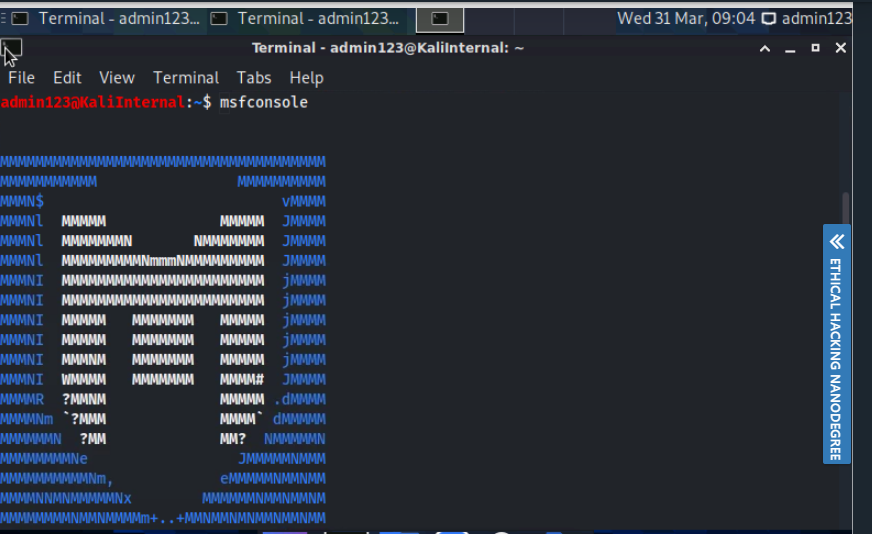 Terminal - admin123... Terminal - admin123... Wed 31 Mar, 09:04 admin123
Terminal - admin123@KaliInternal: ~
File Edit View Terminal Tabs Help
admin123@KaliInternal:~$ msfconsole
MMMMMMMMMMMMMMMMMMMMMMMMMMMMMMMMMMMMM
MMMMMMMMMMM                MMMMMMMMMM
MMMN$                           vMMMM
MMMNl  MMMMM             MMMMM  JMMMM
MMMNl  MMMMMMMN       NMMMMMMM  JMMMM
MMMNl  MMMMMMMMMNmmmNMMMMMMMMM  JMMMM
MMMNI  MMMMMMMMMMMMMMMMMMMMMMM  jMMMM
MMMNI  MMMMMMMMMMMMMMMMMMMMMMM  jMMMM
MMMNI  MMMMM   MMMMMMM   MMMMM  jMMMM
MMMNI  MMMMM   MMMMMMM   MMMMM  jMMMM
MMMNI  MMMNM   MMMMMMM   MMMMM  jMMMM
MMMNI  WMMMM   MMMMMMM   MMMM#  JMMMM
MMMMR  ?MMNM             MMMMM .dMMMM
MMMMNm `?MMM             MMMM` dMMMMM
MMMMMMN  ?MM             MM?  NMMMMMN
MMMMMMMMNe                 JMMMMMNMMM
MMMMMMMMMMNm,            eMMMMMNMMNMM
MMMMNNMNMMMMMNx        MMMMMMNMMNMMNM
MMMMMMMMNMMNMMMMm+..+MMNMMNMNMMNMMNMM
ETHICAL HACKING NANODEGREE